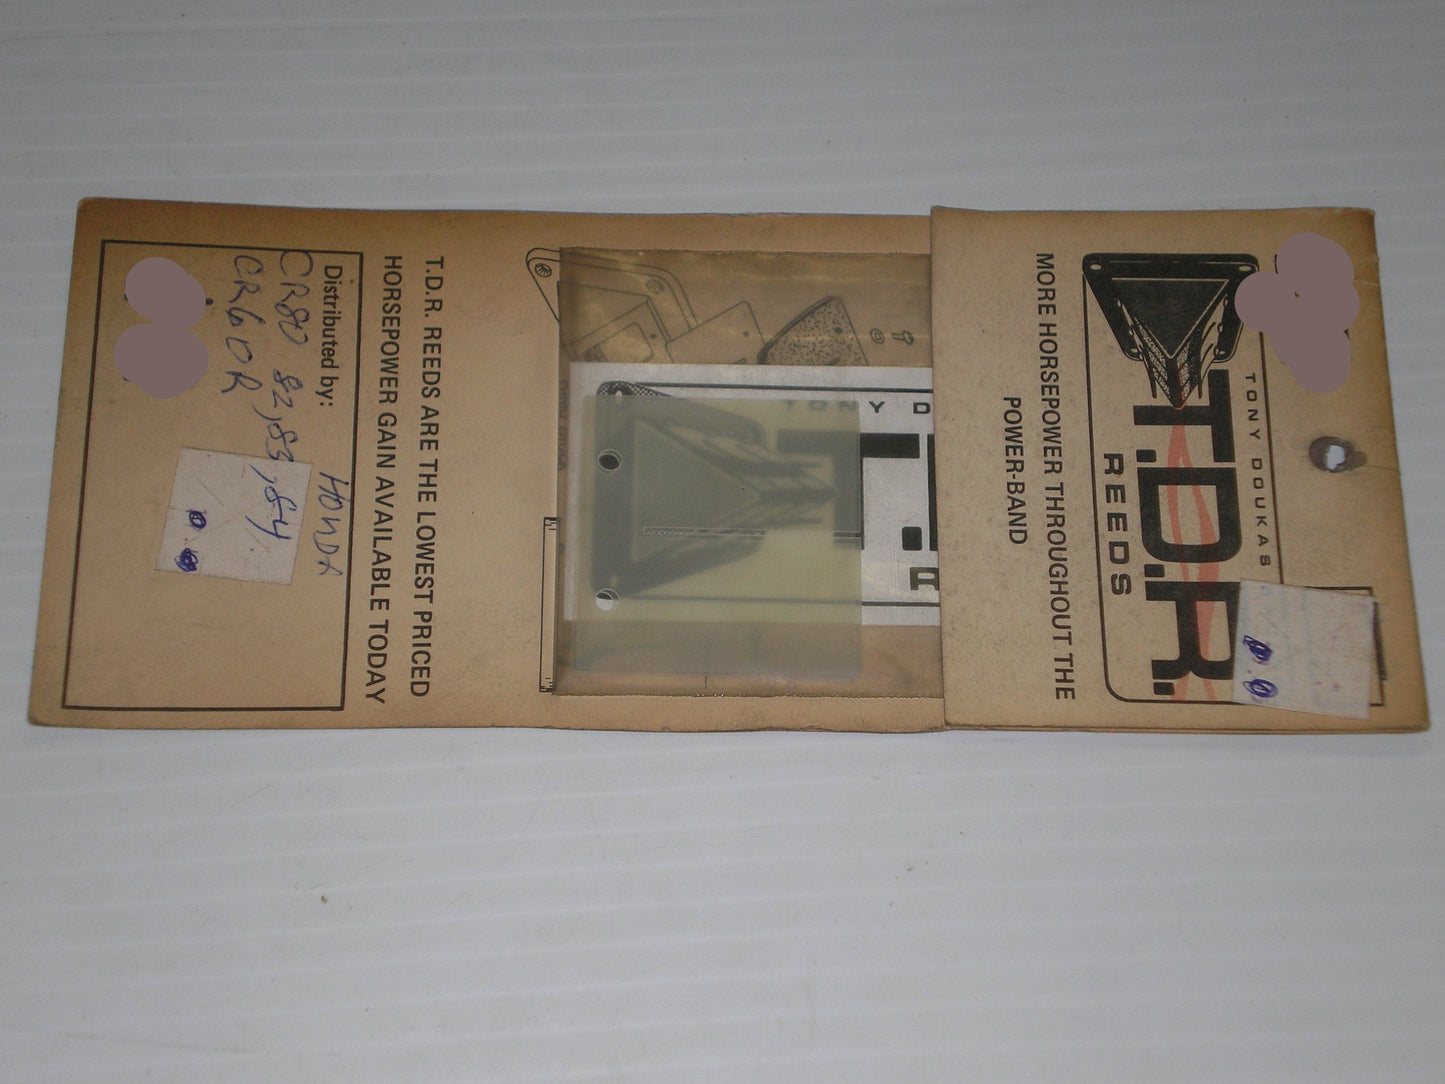 TONY DOUKAS
T.D.R.
REEDS
MORE HORSEPOWER THROUGHOUT THE
POWER-BAND
TONY D
T.D.R. REEDS ARE THE LOWEST PRICED
HORSEPOWER GAIN AVAILABLE TODAY
Distributed by:
HONDA
CR80 82,83,84
CR60R